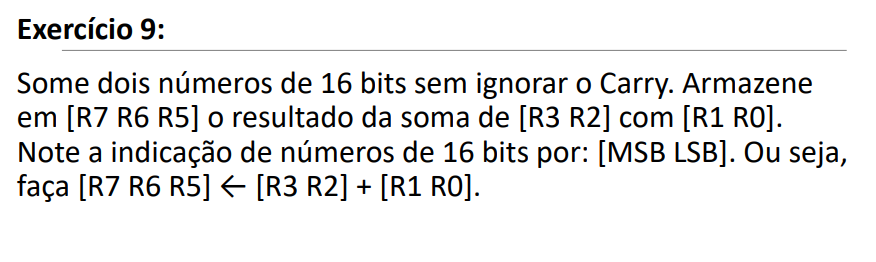 Exercício 9:
Some dois números de 16 bits sem ignorar o Carry. Armazene
em [R7 R6 R5] o resultado da soma de [R3 R2] com [R1 R0].
Note a indicação de números de 16 bits por: [MSB LSB]. Ou seja,
faça [R7 R6 R5] ← [R3 R2] + [R1 R0].